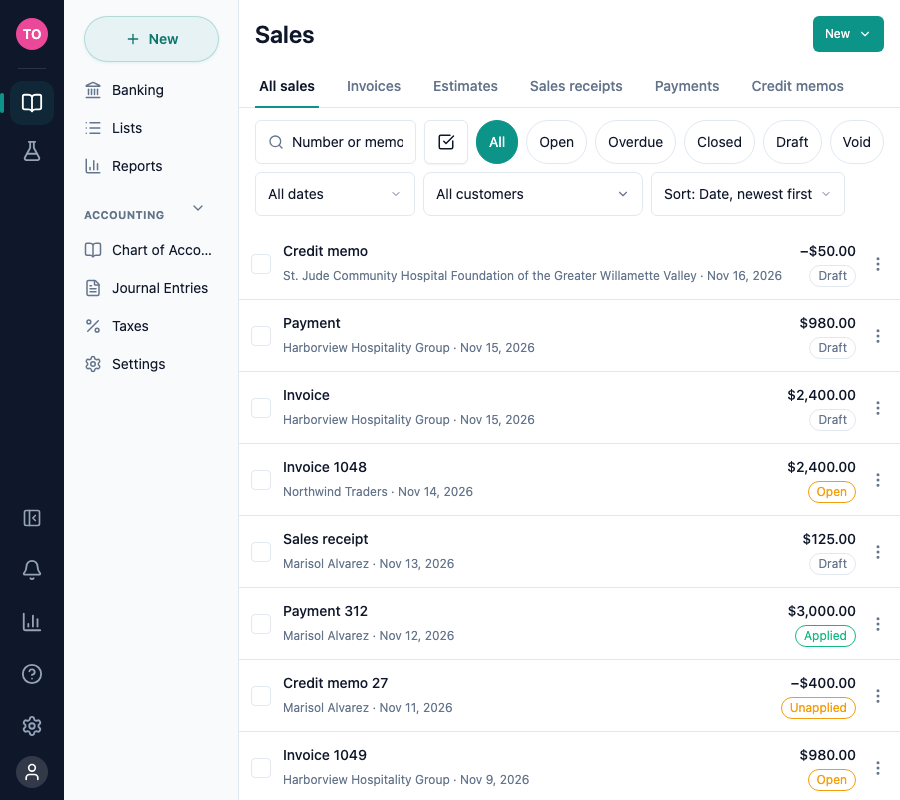 TO
New
Banking
Lists
Reports
ACCOUNTING
Chart of Acco...
Journal Entries
Taxes
Settings
Sales
New
All sales
Invoices
Estimates
Sales receipts
Payments
Credit memos
Number or memo
All
Open
Overdue
Closed
Draft
Void
All dates
All customers
Sort: Date, newest first
Credit memo
–$50.00
St. Jude Community Hospital Foundation of the Greater Willamette Valley · Nov 16, 2026
Draft
Payment
$980.00
Harborview Hospitality Group · Nov 15, 2026
Draft
Invoice
$2,400.00
Harborview Hospitality Group · Nov 15, 2026
Draft
Invoice 1048
$2,400.00
Northwind Traders · Nov 14, 2026
Open
Sales receipt
$125.00
Marisol Alvarez · Nov 13, 2026
Draft
Payment 312
$3,000.00
Marisol Alvarez · Nov 12, 2026
Applied
Credit memo 27
–$400.00
Marisol Alvarez · Nov 11, 2026
Unapplied
Invoice 1049
$980.00
Harborview Hospitality Group · Nov 9, 2026
Open